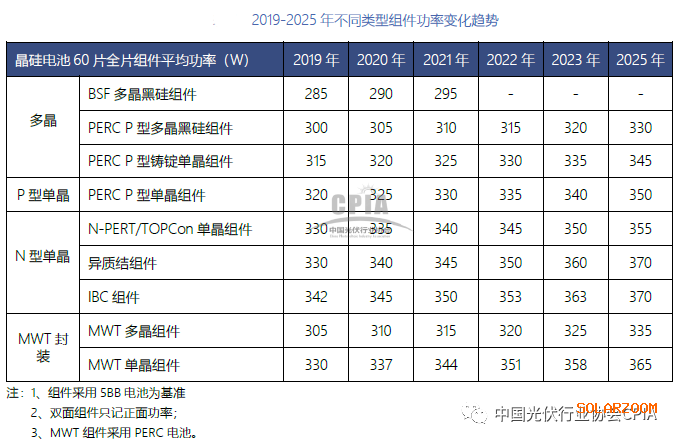 2019-2025 年不同类型组件功率变化趋势
晶硅电池 60 片全片组件平均功率（W） 2019 年 2020 年 2021 年 2022 年 2023 年 2025 年
多晶 BSF 多晶黑硅组件 285 290 295 - - -
PERC P 型多晶黑硅组件 300 305 310 315 320 330
PERC P 型铸锭单晶组件 315 320 325 330 335 345
P 型单晶 PERC P 型单晶组件 320 325 330 335 340 350
CPIA
中国光伏行业协会
N 型单晶 N-PERT/TOPCon 单晶组件 330 335 340 345 350 355
异质结组件 330 340 345 350 360 370
IBC 组件 342 345 350 353 363 370
MWT 封装 MWT 多晶组件 305 310 315 320 325 335
MWT 单晶组件 330 337 344 351 358 365
注：1、组件采用 5BB 电池为基准
2、双面组件只记正面功率；
3、MWT 组件采用 PERC 电池。
中国光伏行业协会CPIA
SOLARZOOM